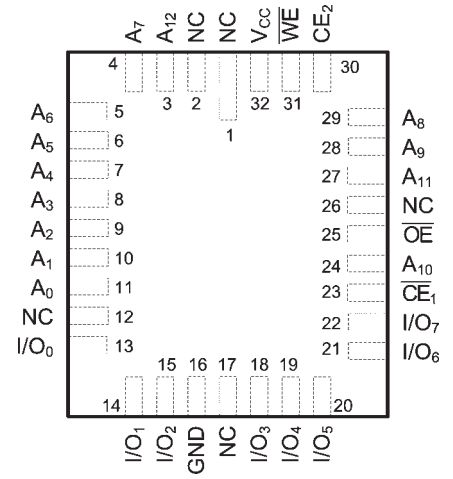 A7 A12 NC NC VCC WE CE2
4 3 2 1 32 31 30
A6 5
A5 6
A4 7
A3 8
A2 9
A1 10
A0 11
NC 12
I/O0 13
29 A8
28 A9
27 A11
26 NC
25 OE
24 A10
23 CE1
22 I/O7
21 I/O6
14 15 16 17 18 19 20
I/O1 I/O2 GND NC I/O3 I/O4 I/O5